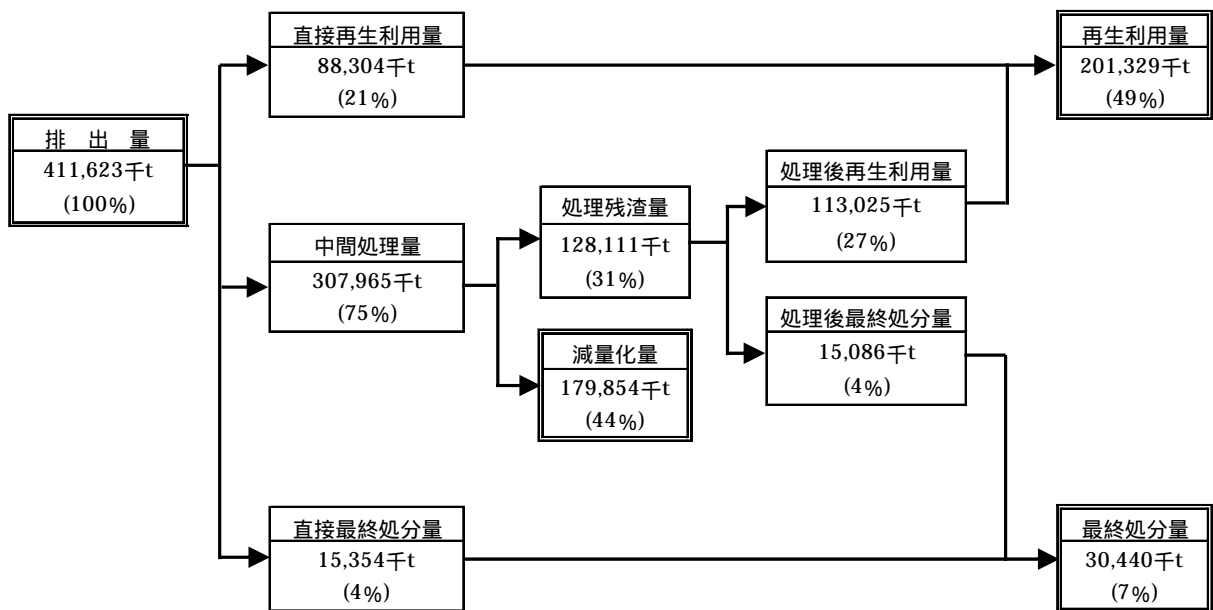 排　出　量
411,623千t
(100%)
直接再生利用量
88,304千t
(21%)
中間処理量
307,965千t
(75%)
直接最終処分量
15,354千t
(4%)
処理残渣量
128,111千t
(31%)
減量化量
179,854千t
(44%)
処理後再生利用量
113,025千t
(27%)
処理後最終処分量
15,086千t
(4%)
再生利用量
201,329千t
(49%)
最終処分量
30,440千t
(7%)